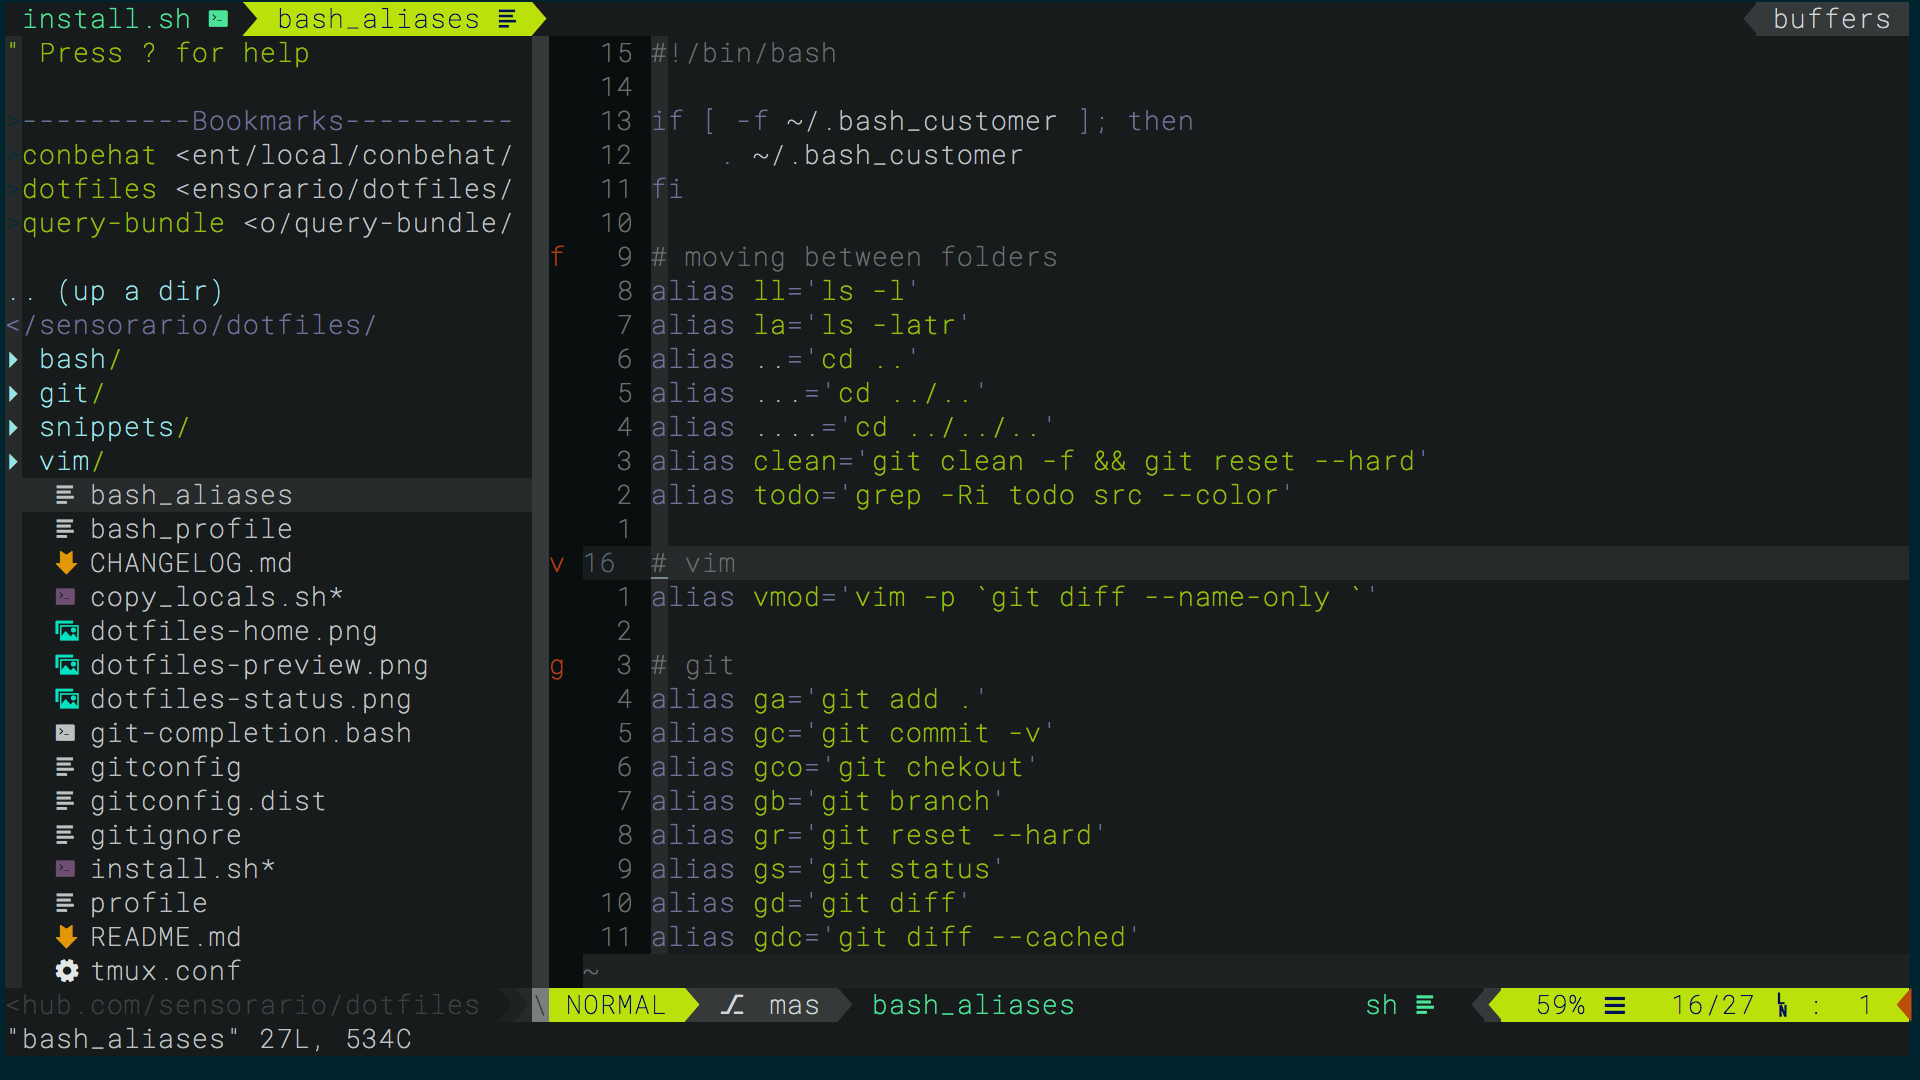 install.sh bash_aliases buffers
" Press ? for help
>----------Bookmarks----------
>conbehat <ent/local/conbehat/
>dotfiles <ensorario/dotfiles/
>query-bundle <o/query-bundle/
.. (up a dir)
</sensorario/dotfiles/
bash/
git/
snippets/
vim/
bash_aliases
bash_profile
CHANGELOG.md
copy_locals.sh*
dotfiles-home.png
dotfiles-preview.png
dotfiles-status.png
git-completion.bash
gitconfig
gitconfig.dist
gitignore
install.sh*
profile
README.md
tmux.conf
15 #!/bin/bash
14
13 if [ -f ~/.bash_customer ]; then
12     . ~/.bash_customer
11 fi
10
f 9 # moving between folders
8 alias ll='ls -l'
7 alias la='ls -latr'
6 alias ..='cd ..'
5 alias ...='cd ../..'
4 alias ....='cd ../../..'
3 alias clean='git clean -f && git reset --hard'
2 alias todo='grep -Ri todo src --color'
1
v 16 # vim
1 alias vmod='vim -p `git diff --name-only `'
2
g 3 # git
4 alias ga='git add .'
5 alias gc='git commit -v'
6 alias gco='git chekout'
7 alias gb='git branch'
8 alias gr='git reset --hard'
9 alias gs='git status'
10 alias gd='git diff'
11 alias gdc='git diff --cached'
~
<hub.com/sensorario/dotfiles \ NORMAL mas bash_aliases sh 59% 16/27 LN : 1
"bash_aliases" 27L, 534C